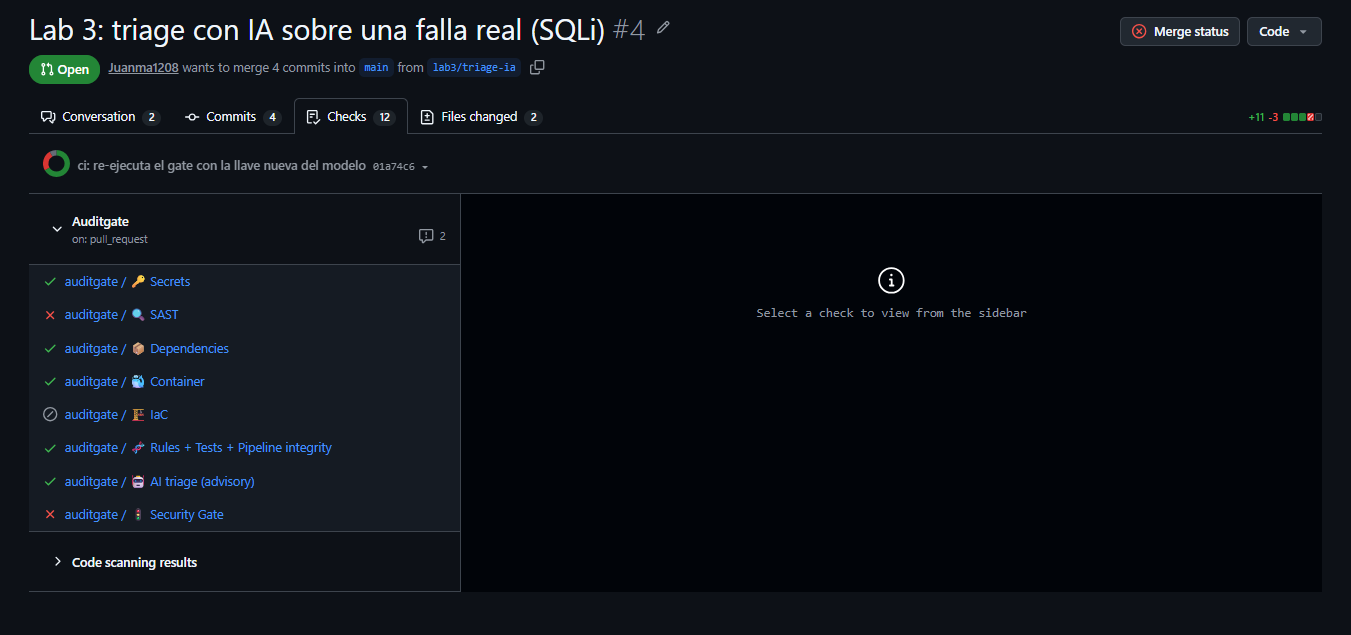 Lab 3: triage con IA sobre una falla real (SQLi) #4
Merge status
Code
Open
Juanma1208 wants to merge 4 commits into main from lab3/triage-ia
Conversation 2
Commits 4
Checks 12
Files changed 2
+11 -3
ci: re-ejecuta el gate con la llave nueva del modelo 01a74c6
Auditgate
on: pull_request
2
auditgate / Secrets
auditgate / SAST
auditgate / Dependencies
auditgate / Container
auditgate / IaC
auditgate / Rules + Tests + Pipeline integrity
auditgate / AI triage (advisory)
auditgate / Security Gate
Code scanning results
Select a check to view from the sidebar